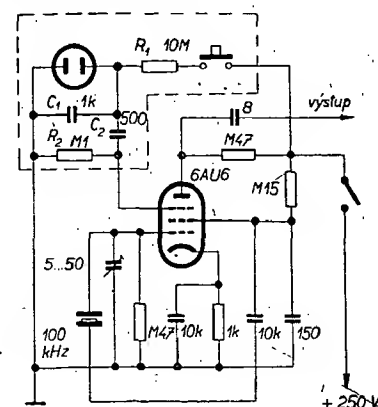 R₁ 10M
C₁
1k
500
C₂
R₂ M1
8
výstup
M47
6AU6
M15
5...50
100
kHz
M47
10k
1k
10k
150
+ 250 V